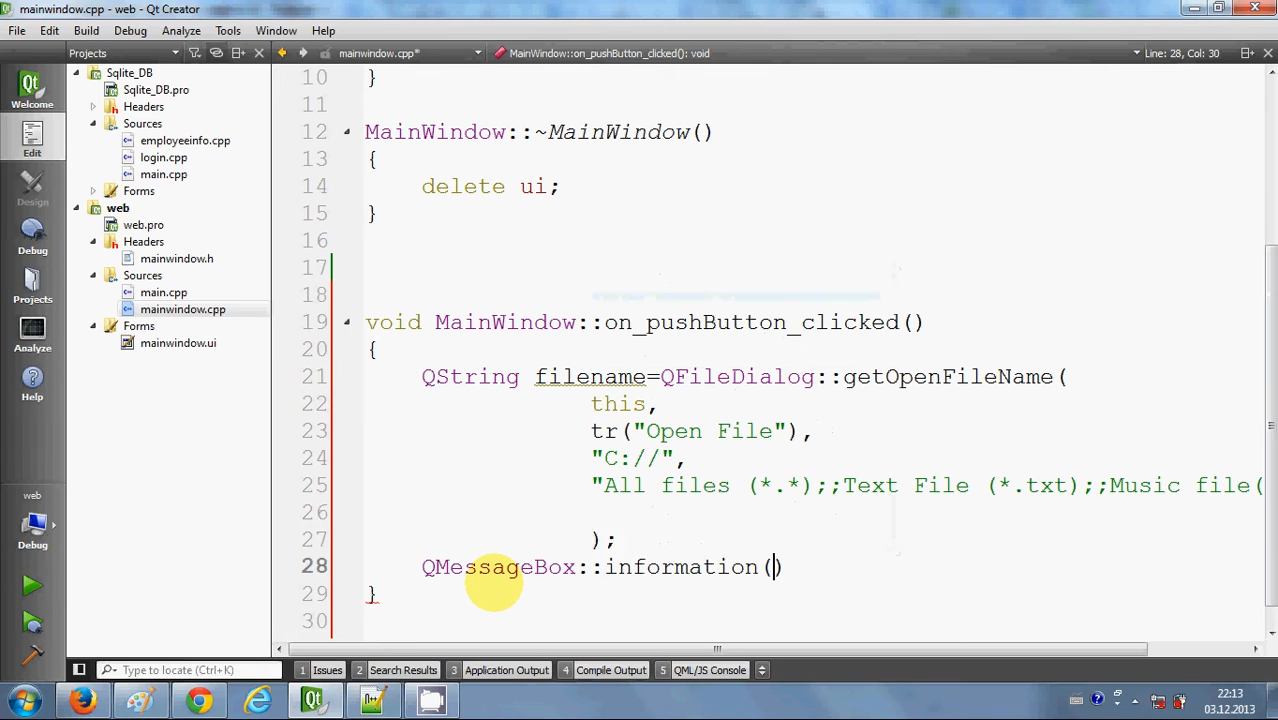 mainwindow.cpp - web - Qt Creator
File Edit Build Debug Analyze Tools Window Help
Projects mainwindow.cpp* MainWindow::on_pushButton_clicked(): void Line: 28, Col: 30
Welcome
Edit
Design
Debug
Projects
Analyze
Help
web
Debug
Sqlite_DB
Sqlite_DB.pro
Headers
Sources
employeeinfo.cpp
login.cpp
main.cpp
Forms
web
web.pro
Headers
mainwindow.h
Sources
main.cpp
mainwindow.cpp
Forms
mainwindow.ui
10 }
11
12 MainWindow::~MainWindow()
13 {
14 delete ui;
15 }
16
17
18
19 void MainWindow::on_pushButton_clicked()
20 {
21 QString filename=QFileDialog::getOpenFileName(
22 this,
23 tr("Open File"),
24 "C://",
25 "All files (*.*);;Text File (*.txt);;Music file(
26
27 );
28 QMessageBox::information()
29 }
30
Type to locate (Ctrl+K) 1 Issues 2 Search Results 3 Application Output 4 Compile Output 5 QML/JS Console
22:13
03.12.2013